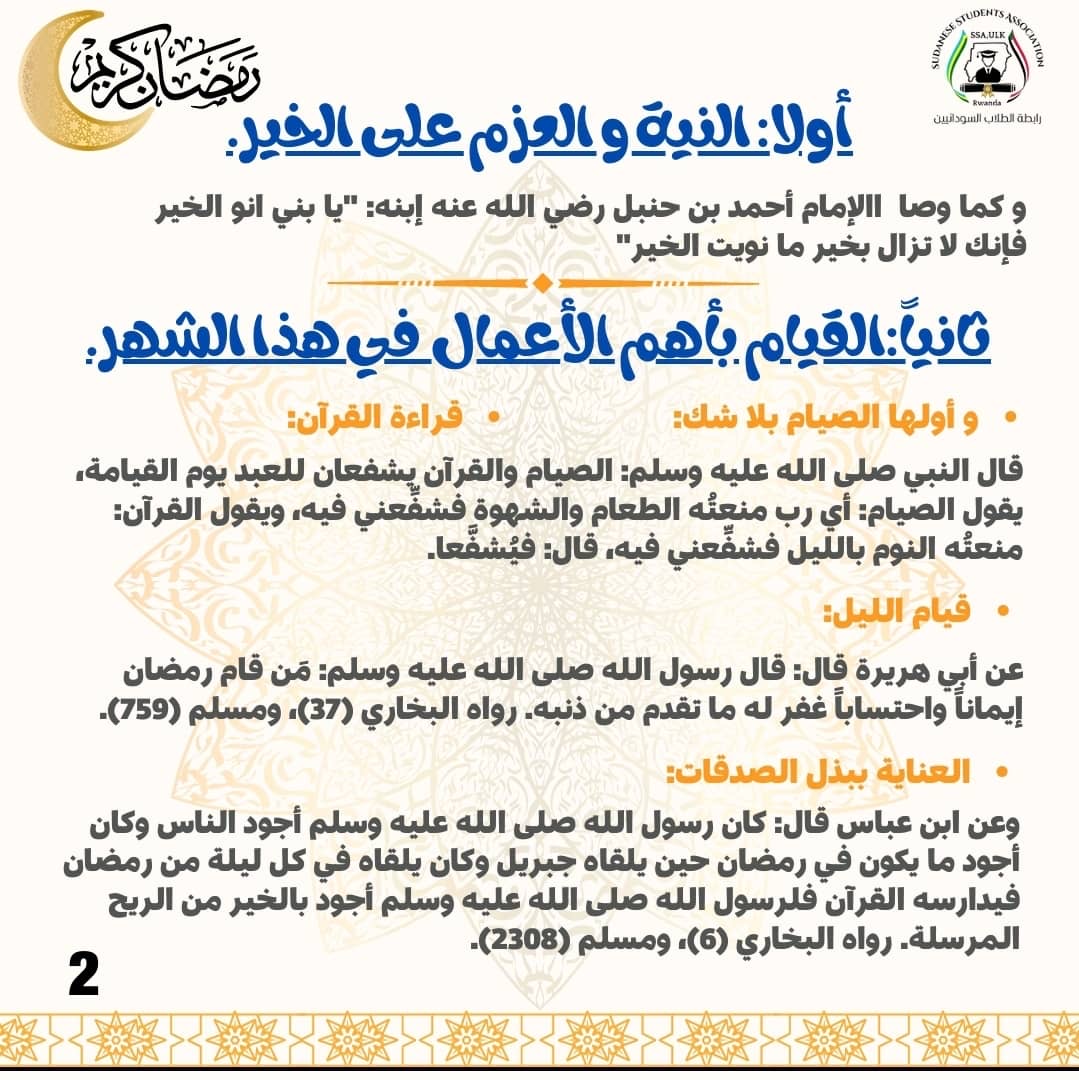 رمضان كريم
SUDANESE STUDENTS ASSOCIATION
SSA,ULK
Rwanda
رابطة الطلاب السودانيين
أولا: النية و العزم على الخير.
و كما وصا  االإمام أحمد بن حنبل رضي الله عنه إبنه: "يا بني انو الخير
فإنك لا تزال بخير ما نويت الخير"
ثانياً:القيام بأهم الأعمال في هذا الشهر.
• و أولها الصيام بلا شك: • قراءة القرآن:
قال النبي صلى الله عليه وسلم: الصيام والقرآن يشفعان للعبد يوم القيامة،
يقول الصيام: أي رب منعتُه الطعام والشهوة فشفِّعني فيه، ويقول القرآن:
منعتُه النوم بالليل فشفِّعني فيه، قال: فيُشفَّعا.
• قيام الليل:
عن أبي هريرة قال: قال رسول الله صلى الله عليه وسلم: مَن قام رمضان
إيماناً واحتساباً غفر له ما تقدم من ذنبه. رواه البخاري (37)، ومسلم (759).
• العناية ببذل الصدقات:
وعن ابن عباس قال: كان رسول الله صلى الله عليه وسلم أجود الناس وكان
أجود ما يكون في رمضان حين يلقاه جبريل وكان يلقاه في كل ليلة من رمضان
فيدارسه القرآن فلرسول الله صلى الله عليه وسلم أجود بالخير من الريح
المرسلة. رواه البخاري (6)، ومسلم (2308).
2